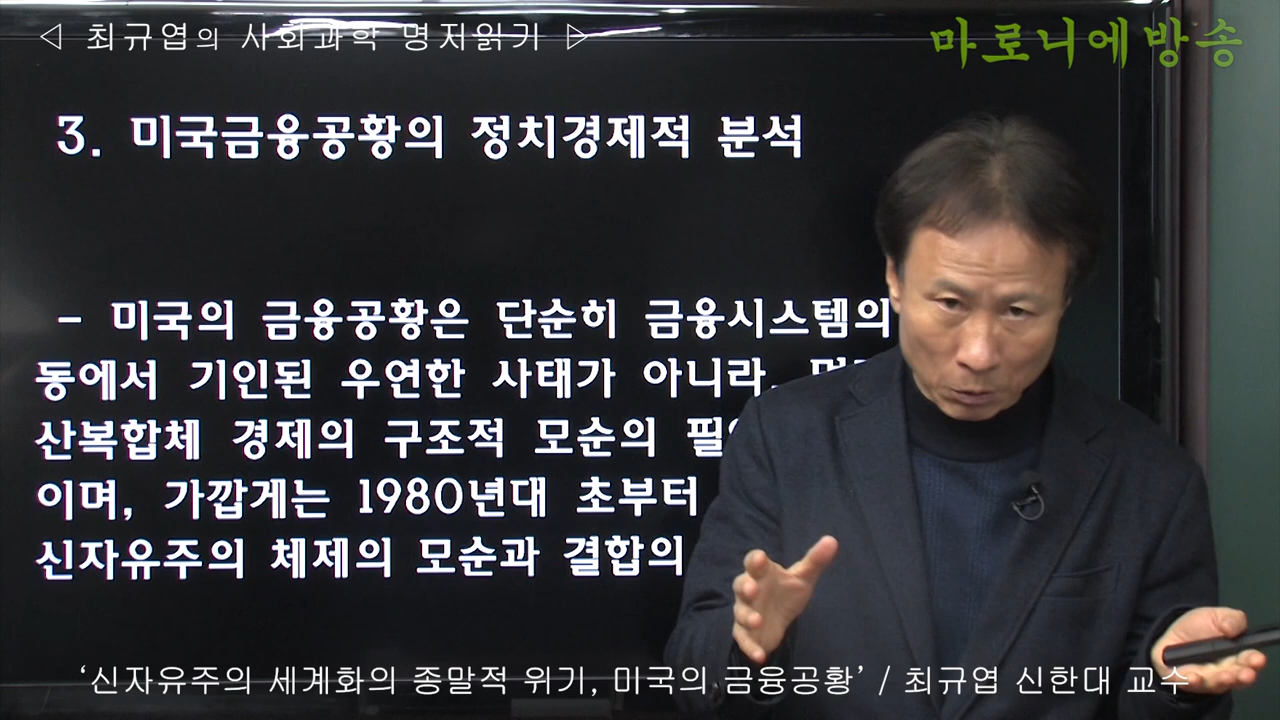 ◁ 최규엽의 사회과학 명저읽기 ▷
마로니에방송
3. 미국금융공황의 정치경제적 분석
- 미국의 금융공황은 단순히 금융시스템의
동에서 기인된 우연한 사태가 아니라,
산복합체 경제의 구조적 모순의
이며, 가깝게는 1980년대 초부터
신자유주의 체제의 모순과 결합의
‘신자유주의 세계화의 종말적 위기, 미국의 금융공황’ / 최규엽 신한대 교수